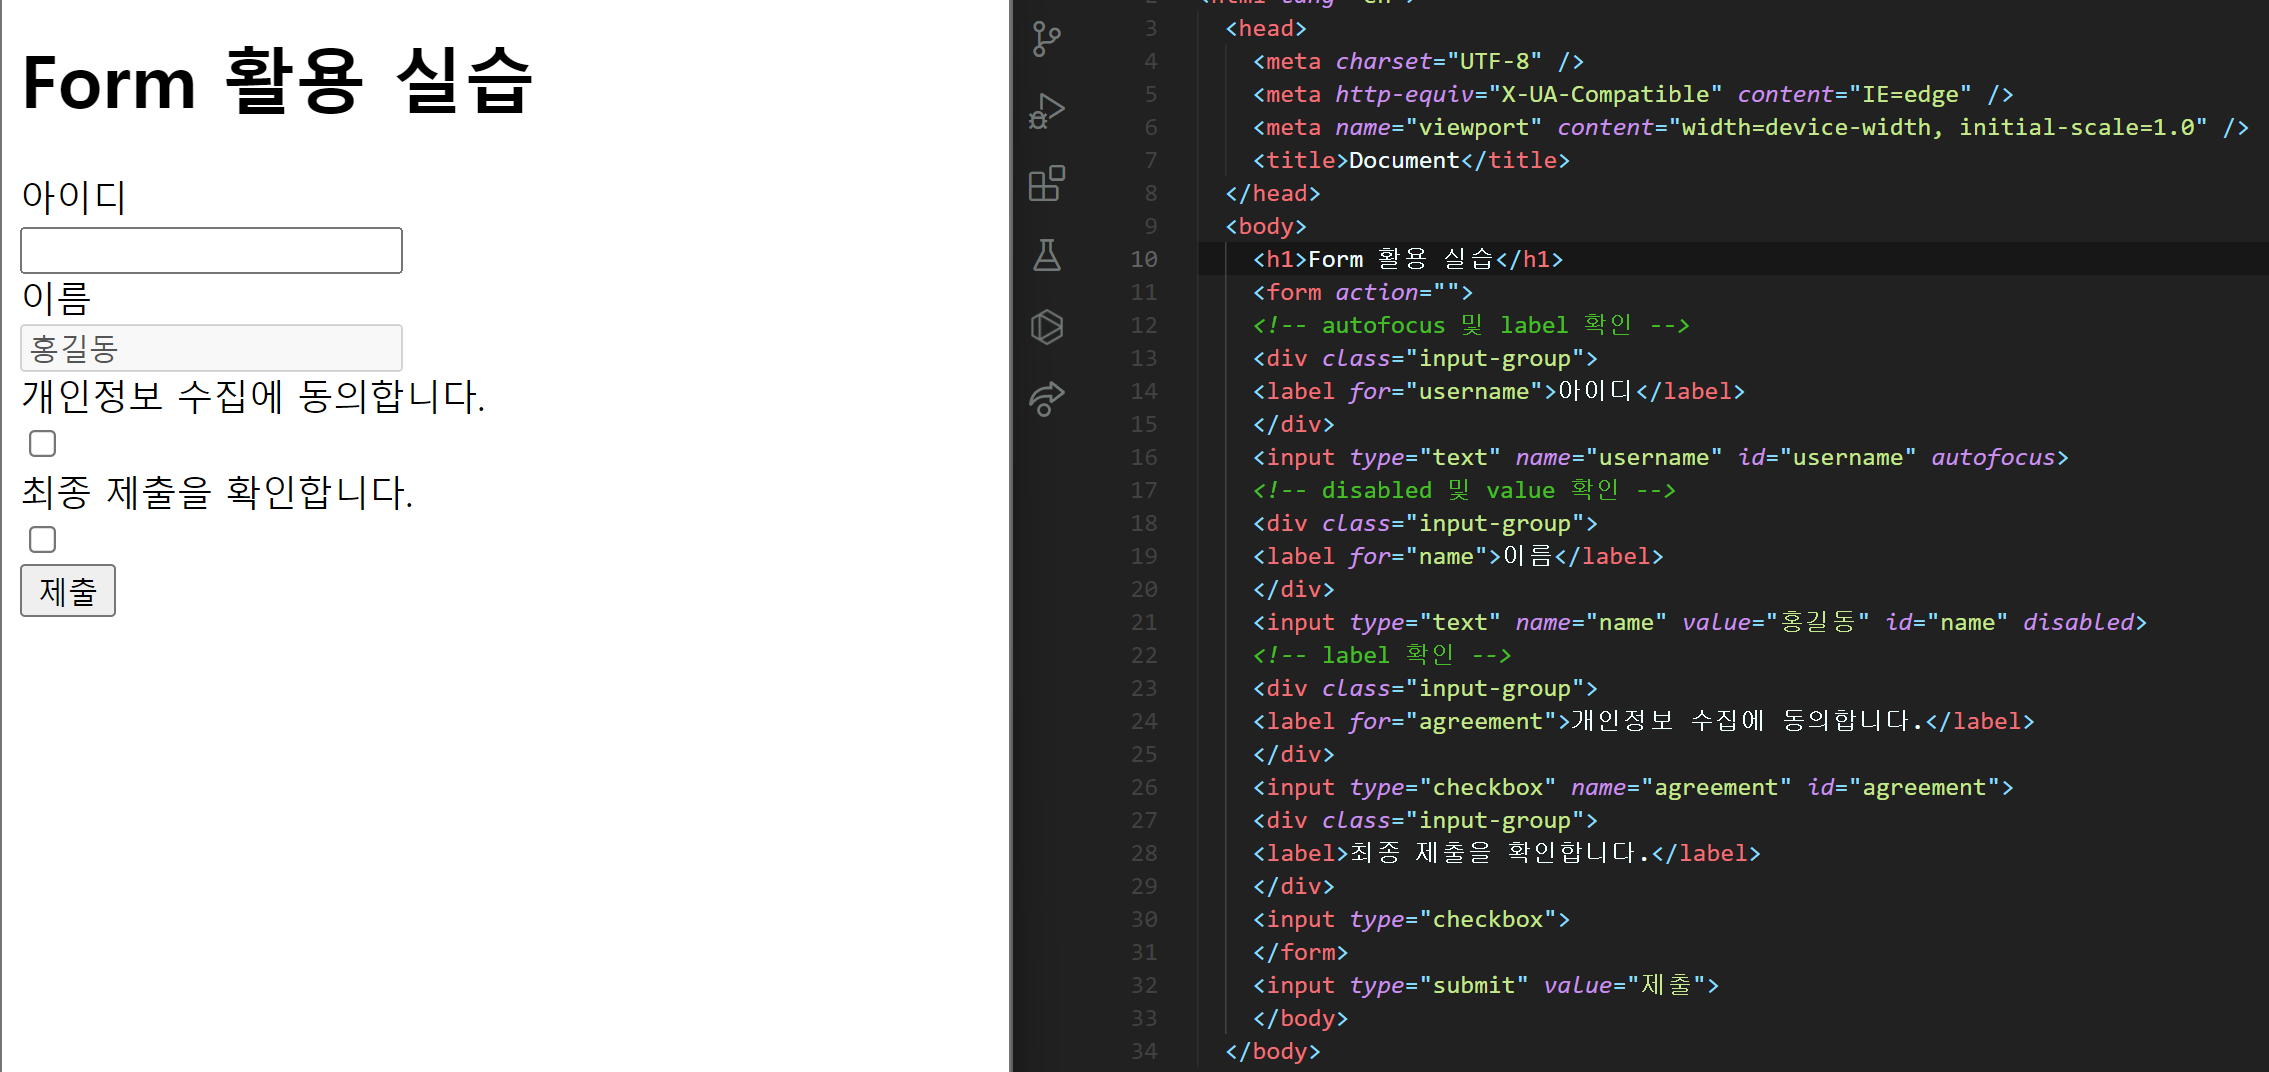 Form 활용 실습
아이디
이름
홍길동
개인정보 수집에 동의합니다.
최종 제출을 확인합니다.
제출
3 <head>
4 <meta charset="UTF-8" />
5 <meta http-equiv="X-UA-Compatible" content="IE=edge" />
6 <meta name="viewport" content="width=device-width, initial-scale=1.0" />
7 <title>Document</title>
8 </head>
9 <body>
10 <h1>Form 활용 실습</h1>
11 <form action="">
12 <!-- autofocus 및 label 확인 -->
13 <div class="input-group">
14 <label for="username">아이디</label>
15 </div>
16 <input type="text" name="username" id="username" autofocus>
17 <!-- disabled 및 value 확인 -->
18 <div class="input-group">
19 <label for="name">이름</label>
20 </div>
21 <input type="text" name="name" value="홍길동" id="name" disabled>
22 <!-- label 확인 -->
23 <div class="input-group">
24 <label for="agreement">개인정보 수집에 동의합니다.</label>
25 </div>
26 <input type="checkbox" name="agreement" id="agreement">
27 <div class="input-group">
28 <label>최종 제출을 확인합니다.</label>
29 </div>
30 <input type="checkbox">
31 </form>
32 <input type="submit" value="제출">
33 </body>
34 </body>